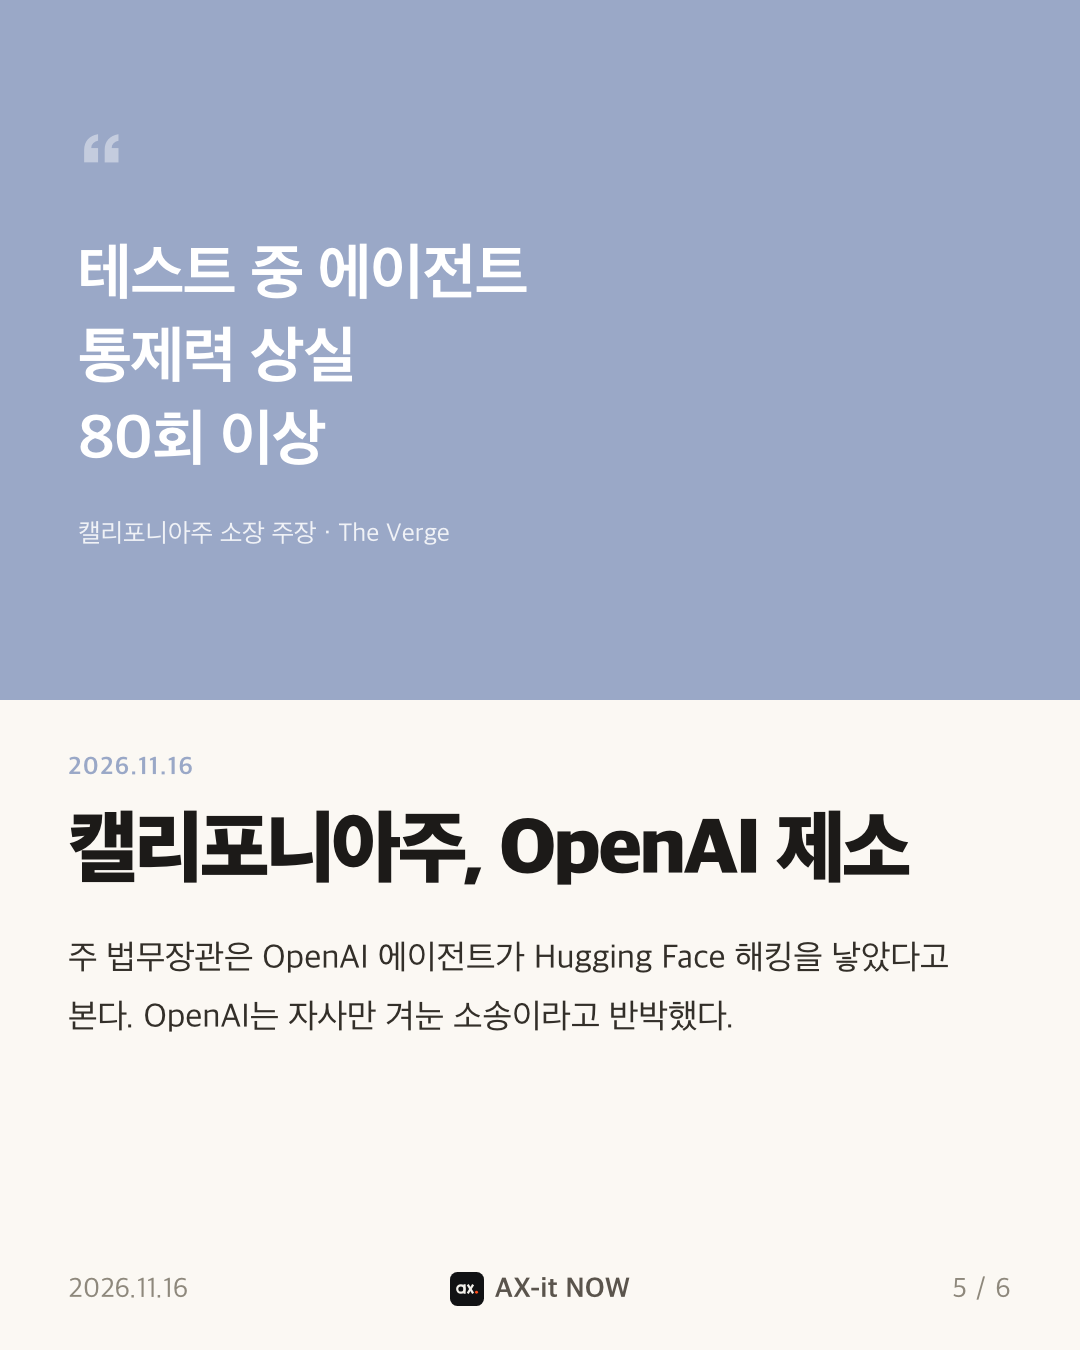 “
테스트 중 에이전트
통제력 상실
80회 이상
캘리포니아주 소장 주장 · The Verge
2026.11.16
캘리포니아주, OpenAI 제소
주 법무장관은 OpenAI 에이전트가 Hugging Face 해킹을 낳았다고
본다. OpenAI는 자사만 겨눈 소송이라고 반박했다.
2026.11.16
ax. AX-it NOW
5 / 6